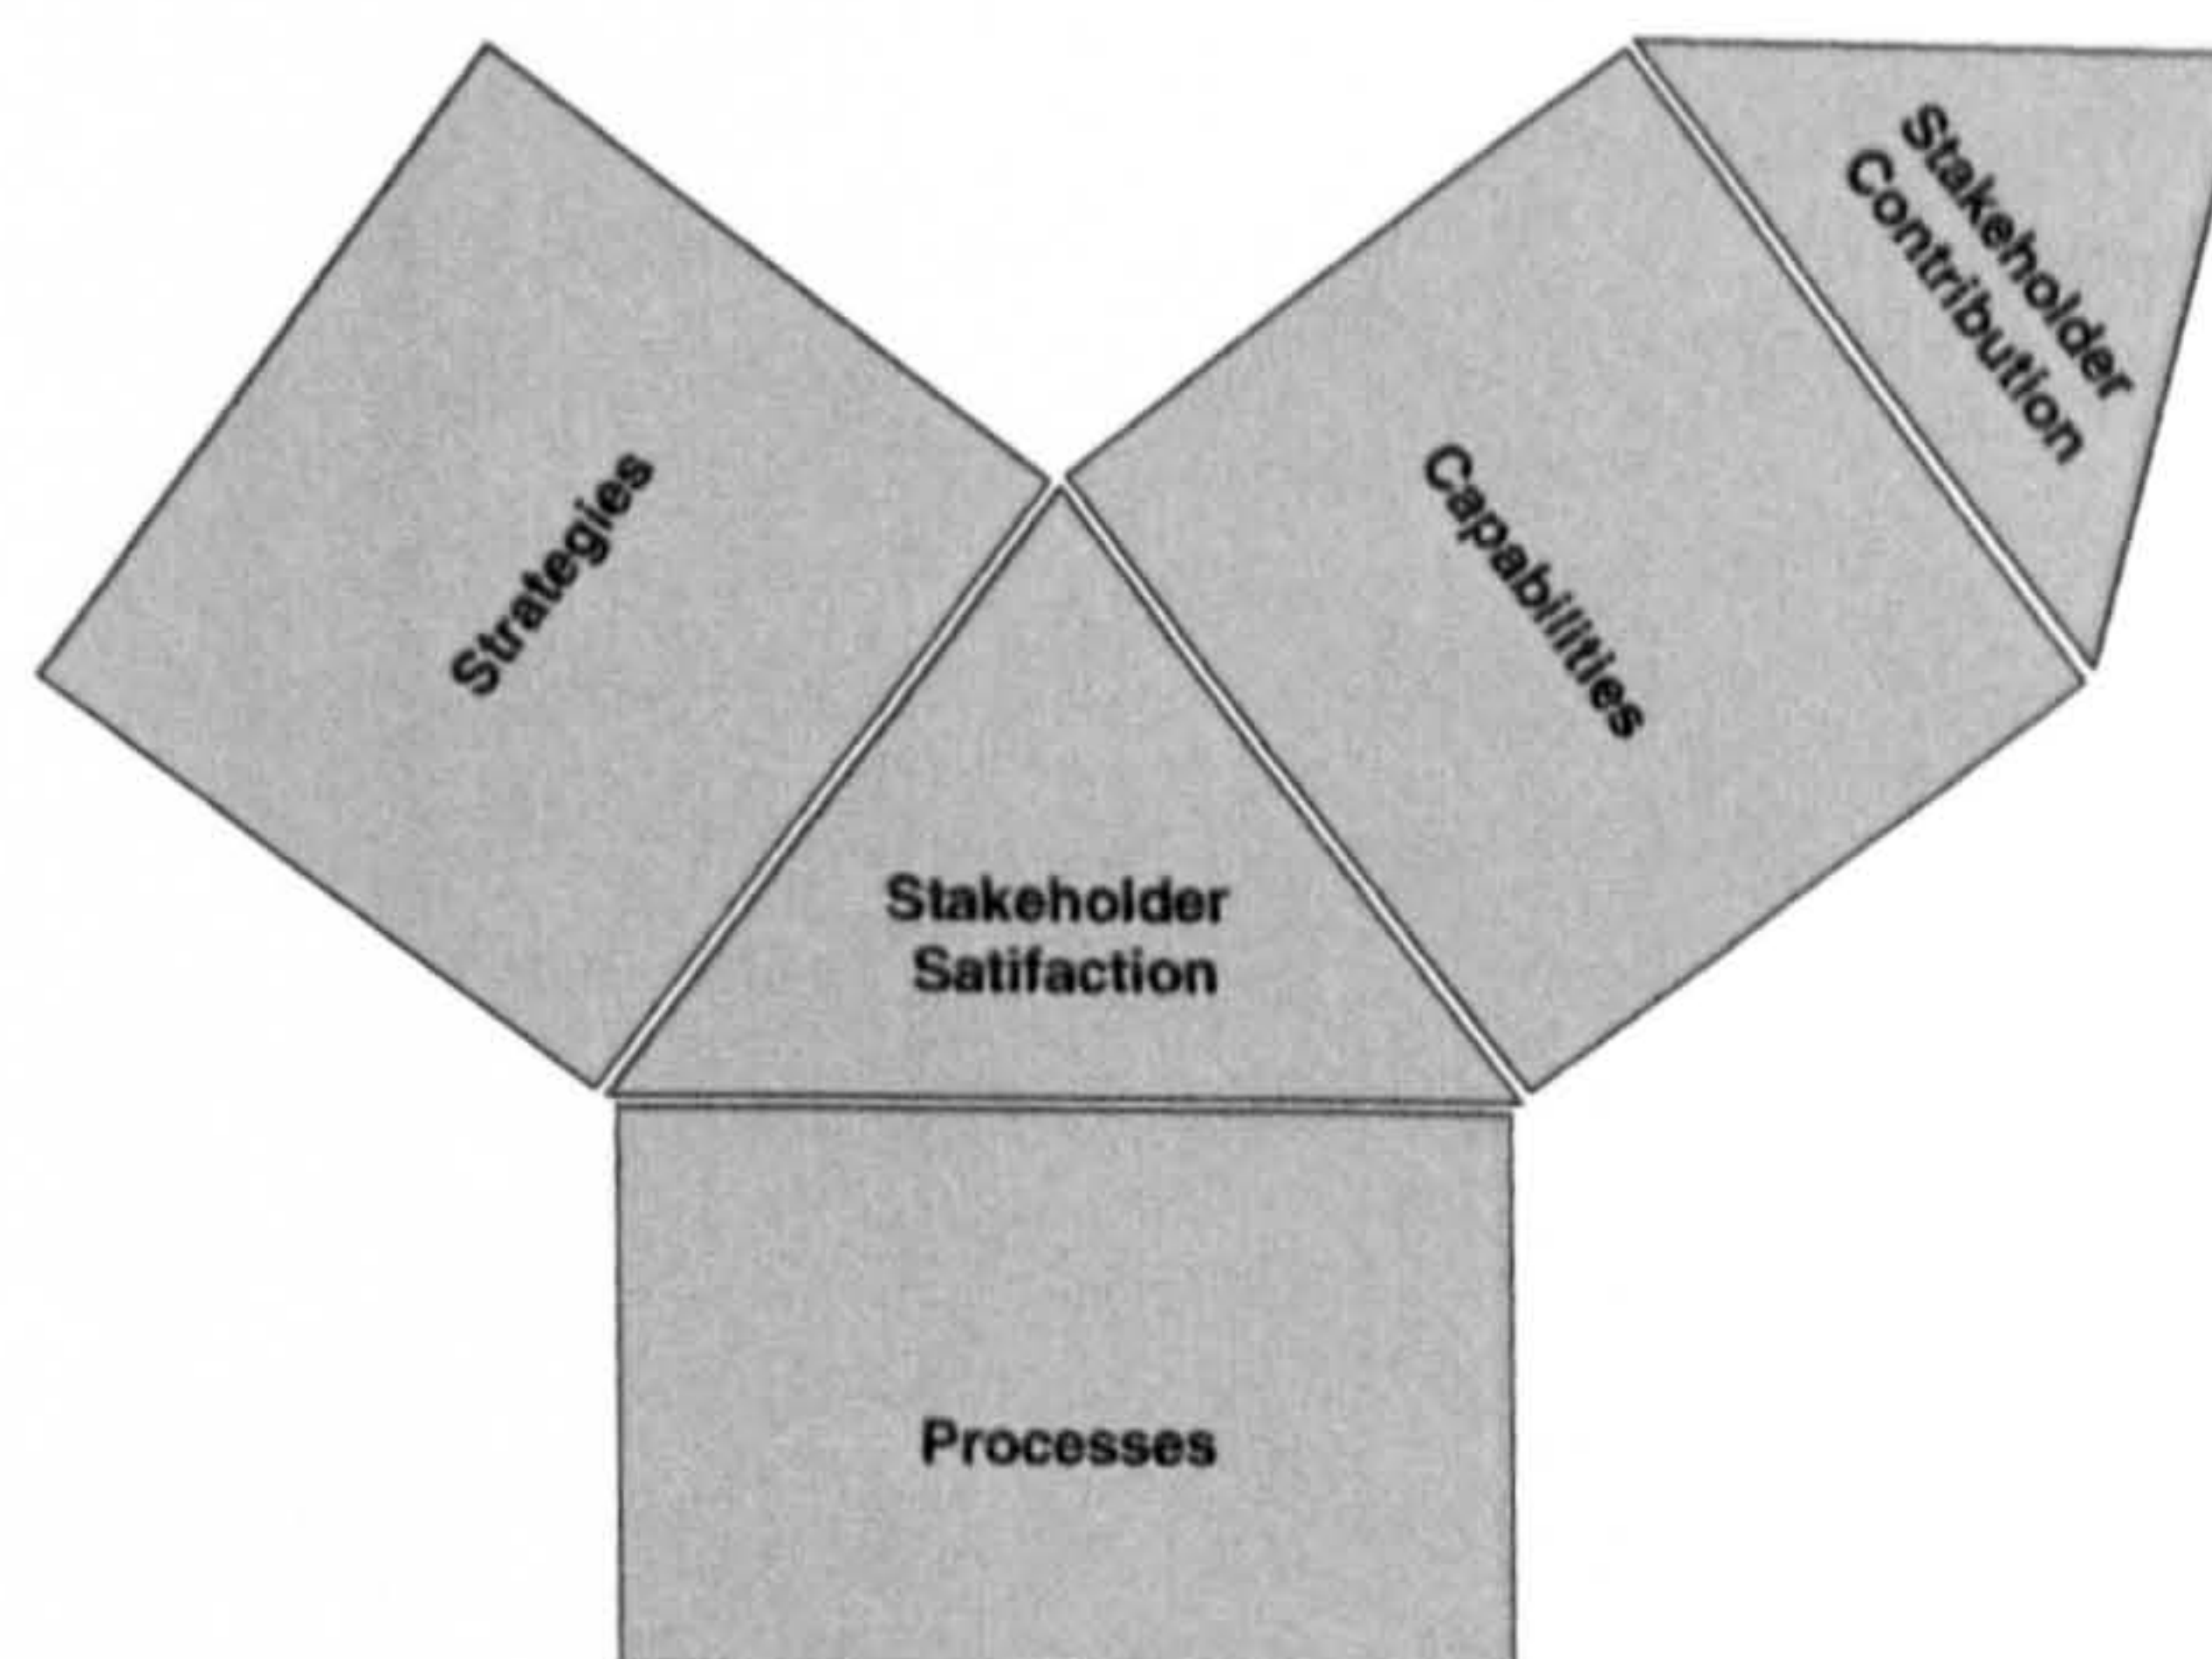 Strategies
Capabilities
Stakeholder
Contribution
Stakeholder
Satifaction
Processes